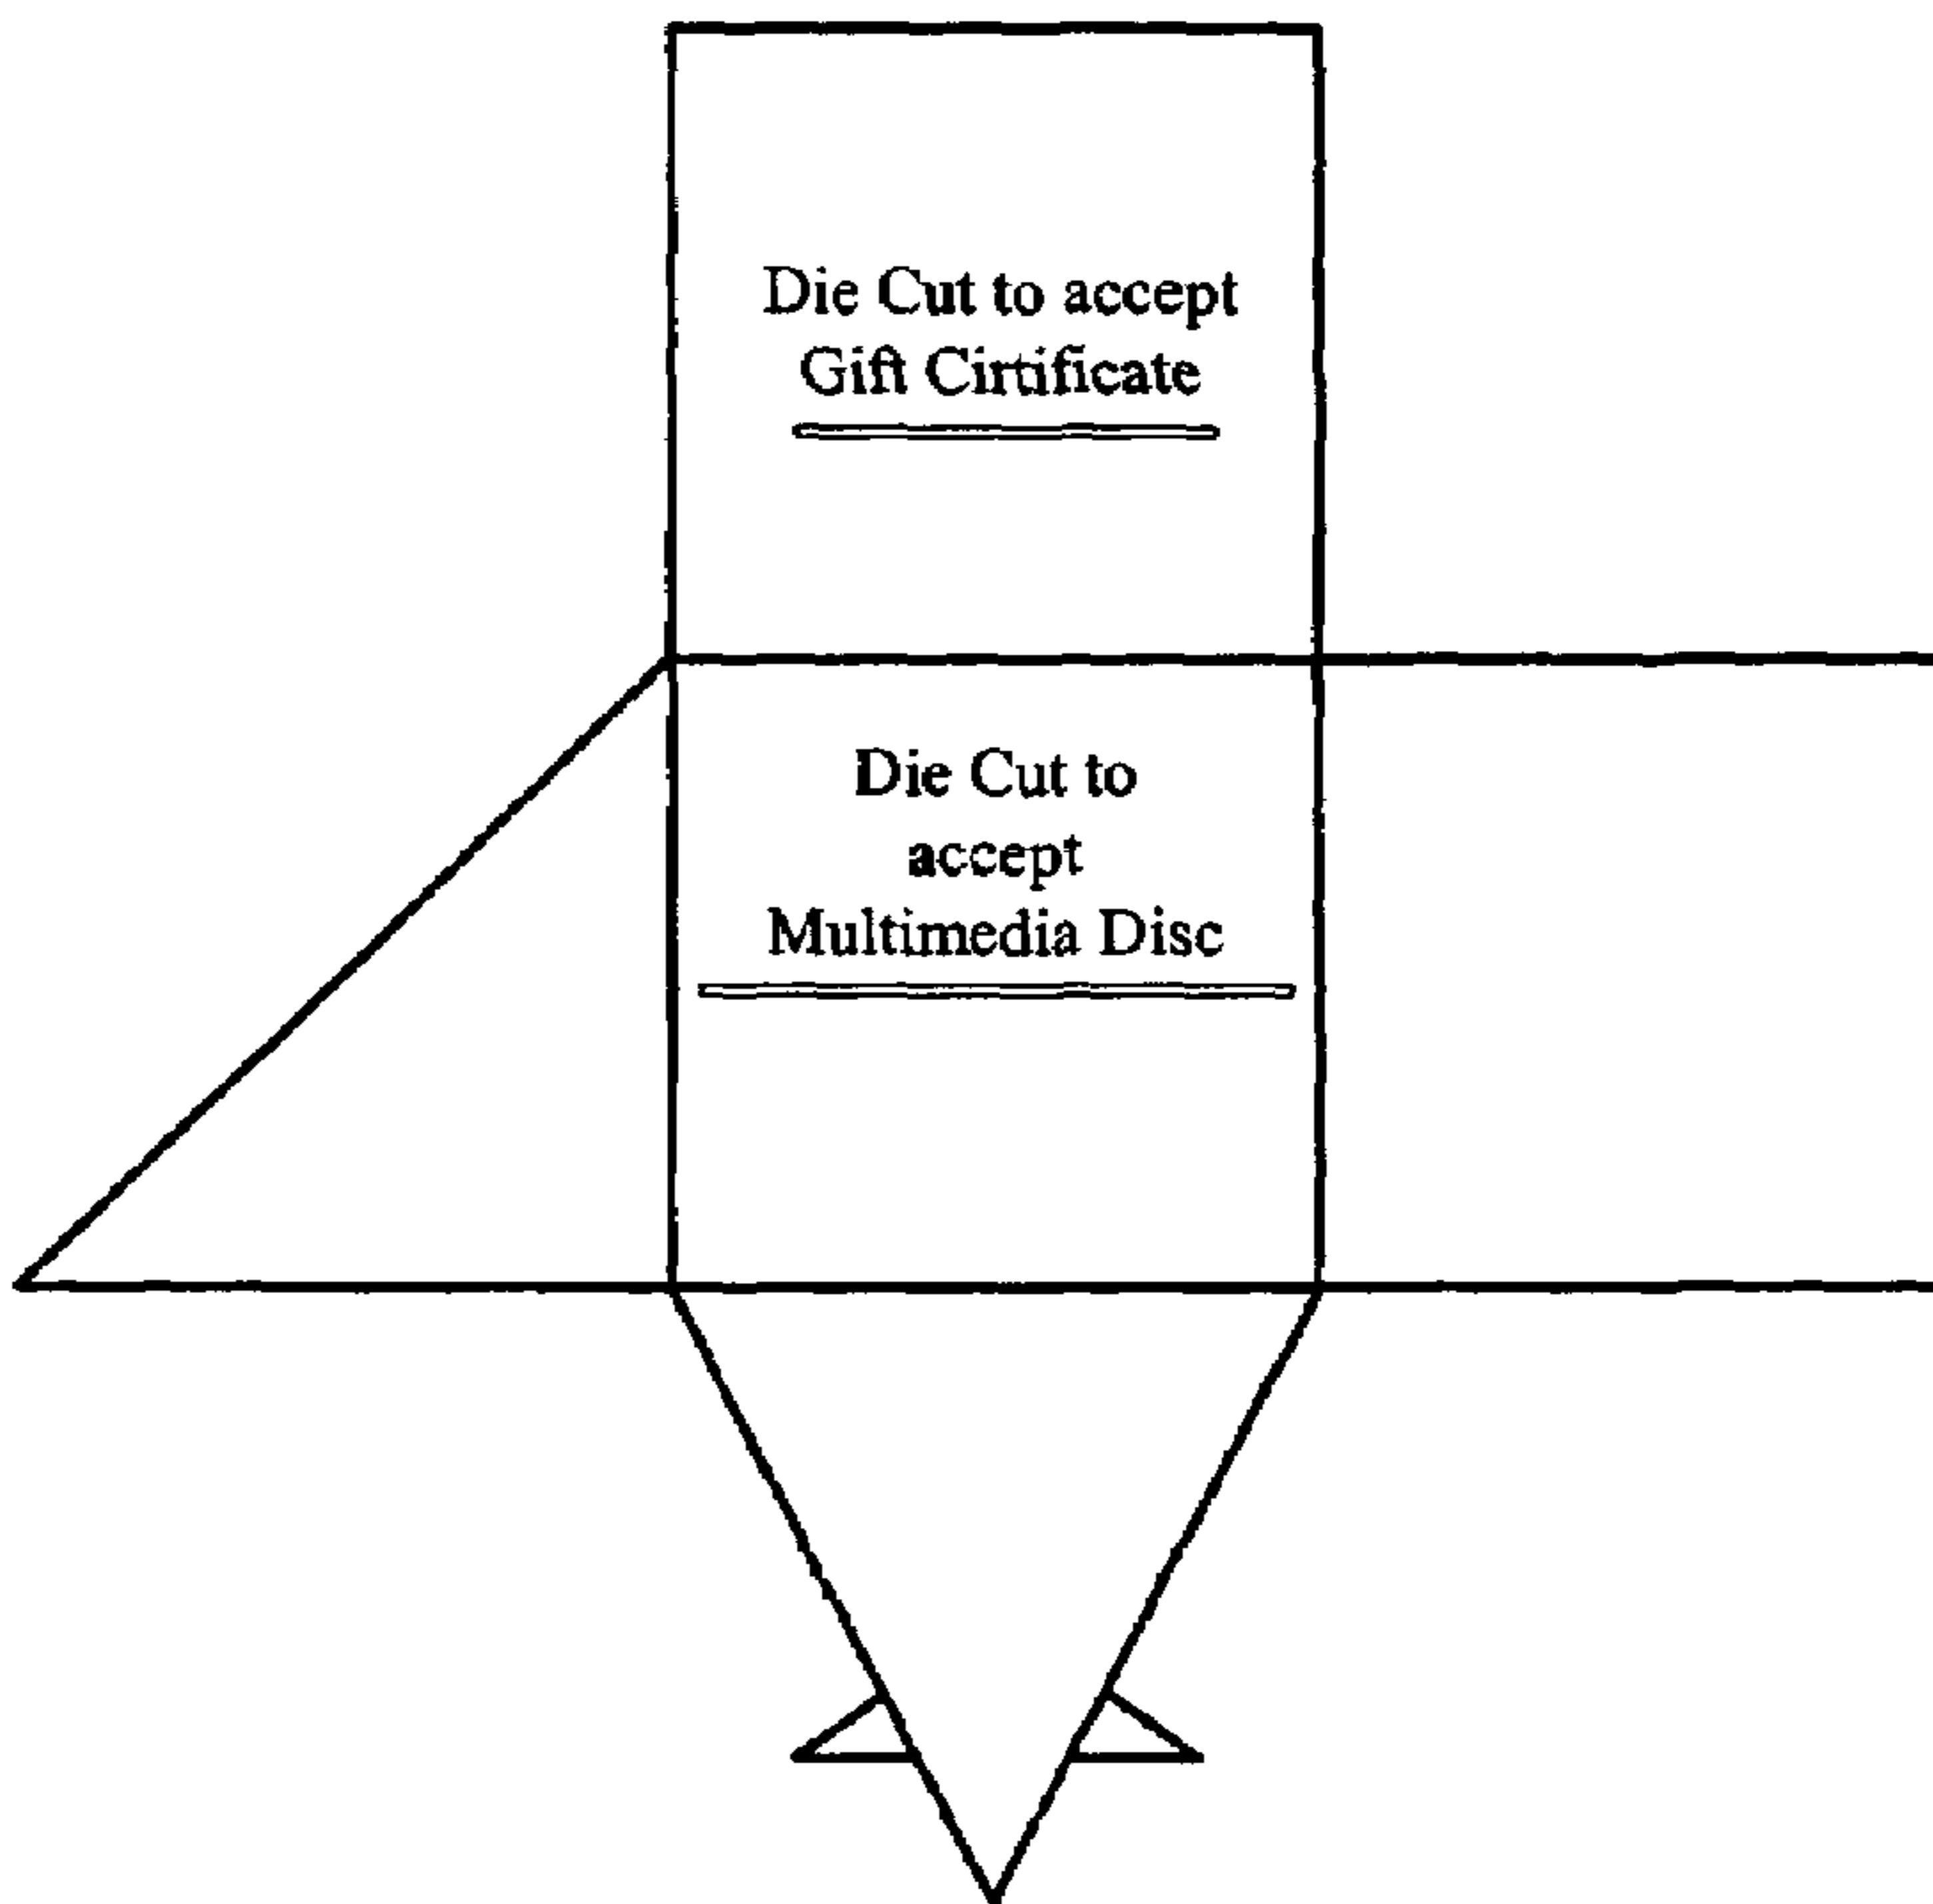 Die Cut to accept
Gift Cirtificate
Die Cut to
accept
Multimedia Disc